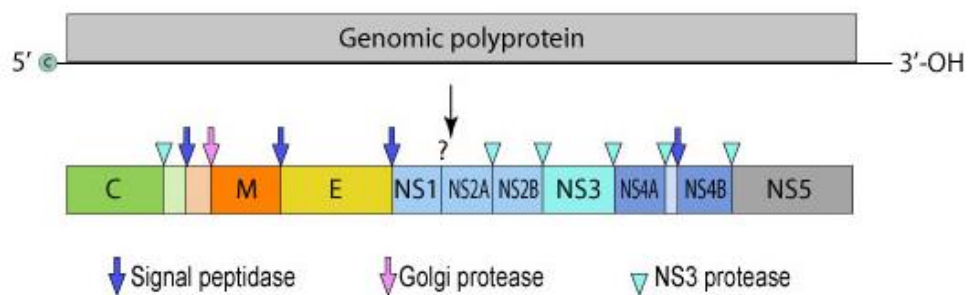 Genomic polyprotein
5′ C 3′-OH
?
C M E NS1 NS2A NS2B NS3 NS4A NS4B NS5
Signal peptidase Golgi protease NS3 protease